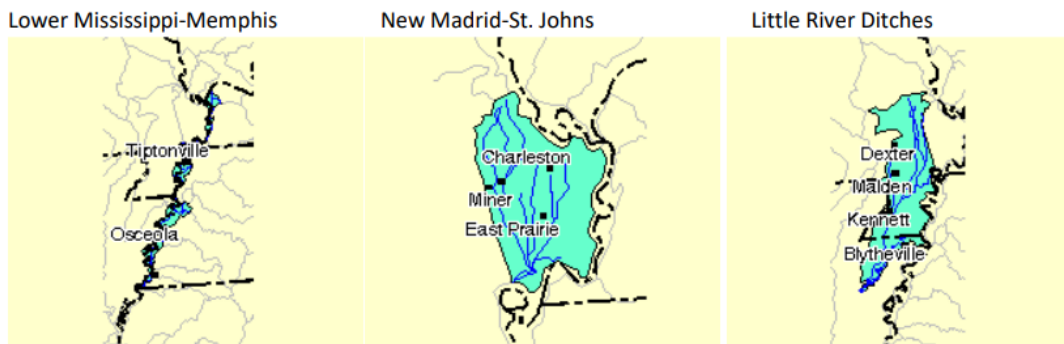 Lower Mississippi-Memphis
New Madrid-St. Johns
Little River Ditches
Tiptonville
Osceola
Charleston
Miner
East Prairie
Dexter
Malden
Kennett
Blytheville